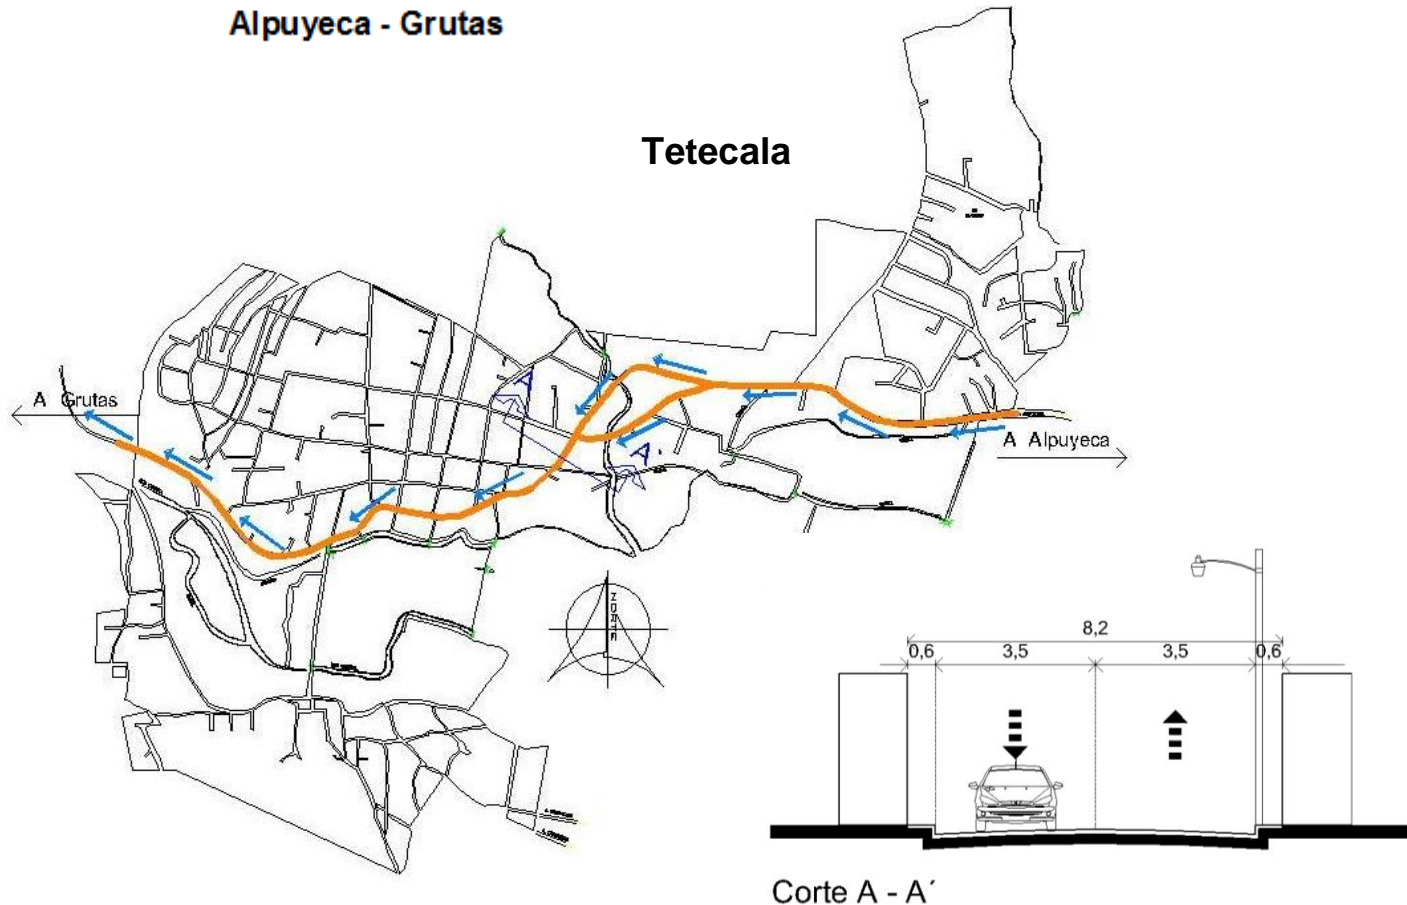 Alpuyeca - Grutas
Tetecala
A Grutas
A
A Alpuyeca
A'
NORTE
8,2
0,6
3,5
3,5
0,6
Corte A - A´